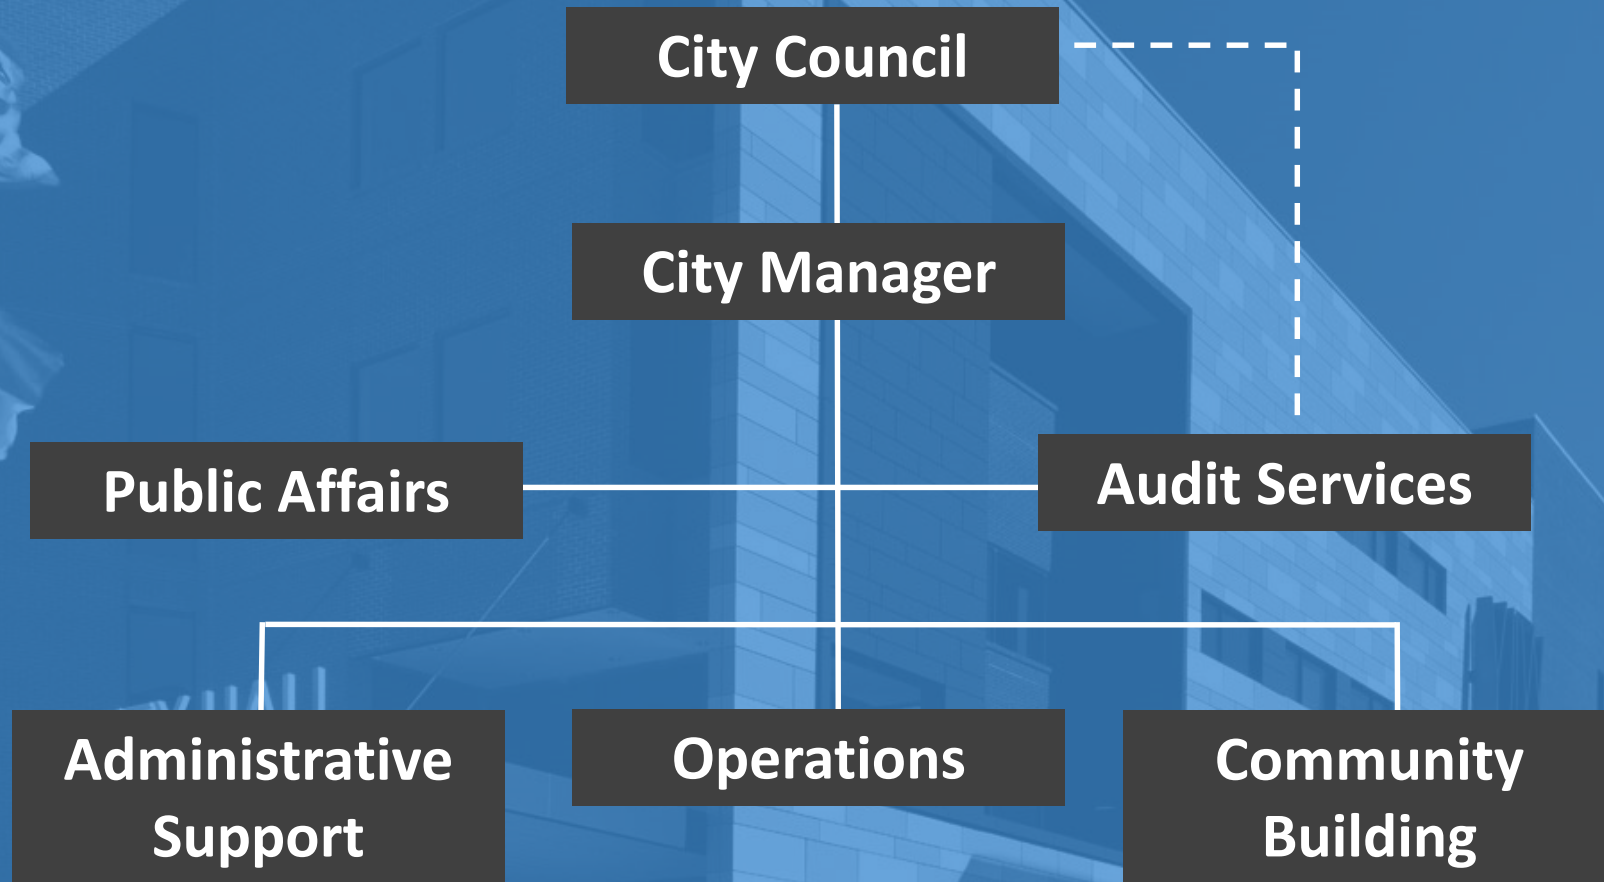 City Council
City Manager
Public Affairs
Audit Services
Administrative
Support
Operations
Community
Building